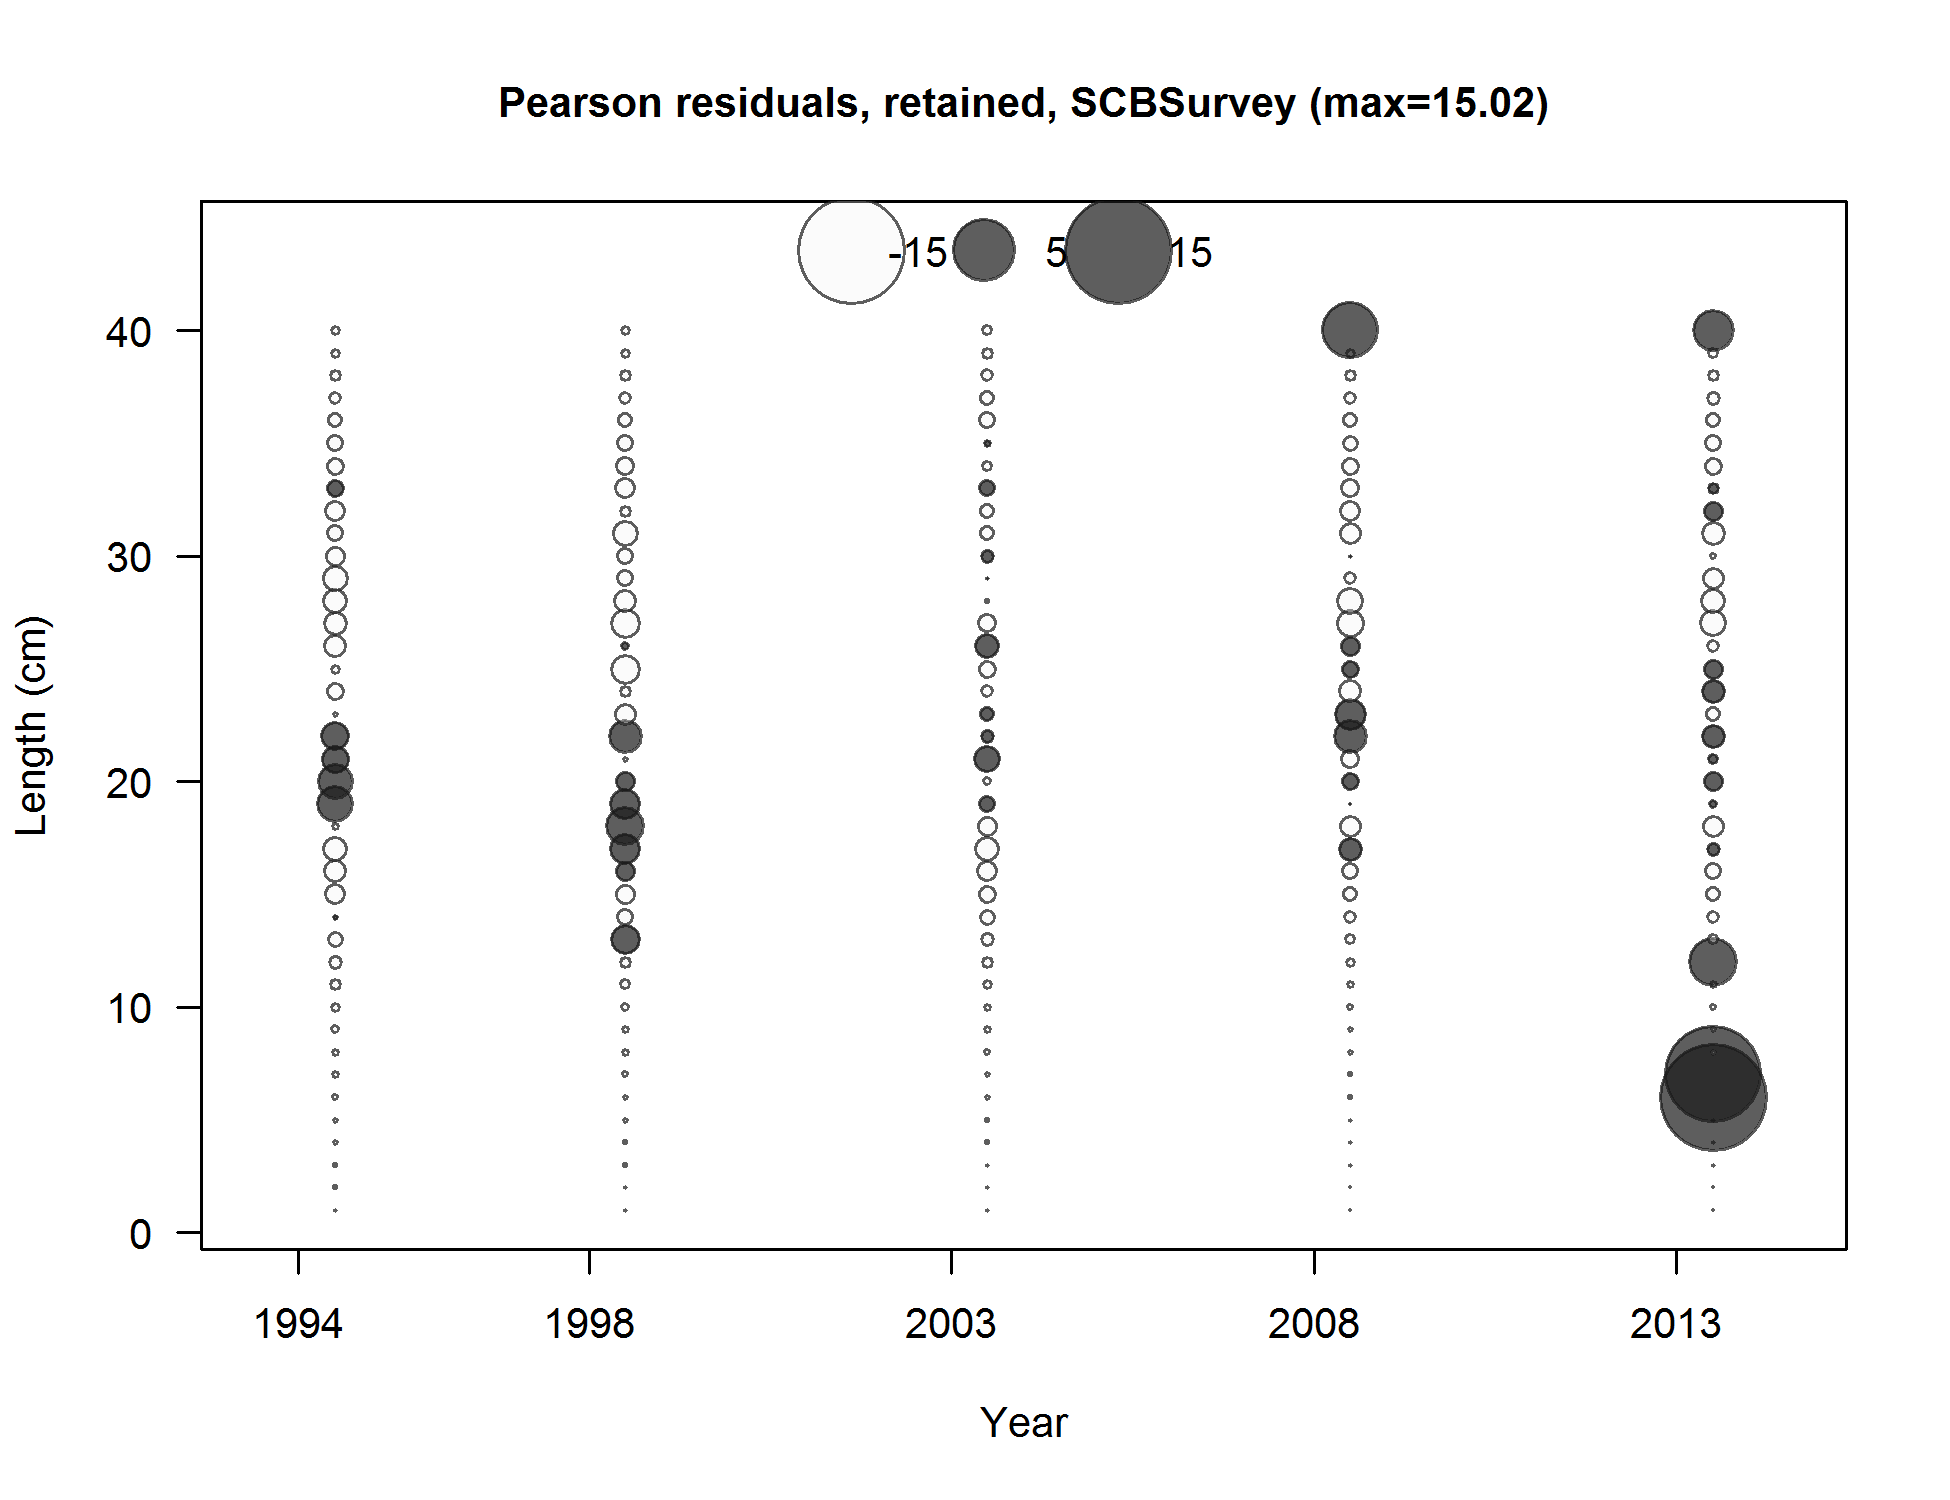 Pearson residuals, retained, SCBSurvey (max=15.02)
-15 5 15
40
30
20
10
0
Length (cm)
1994 1998 2003 2008 2013
Year